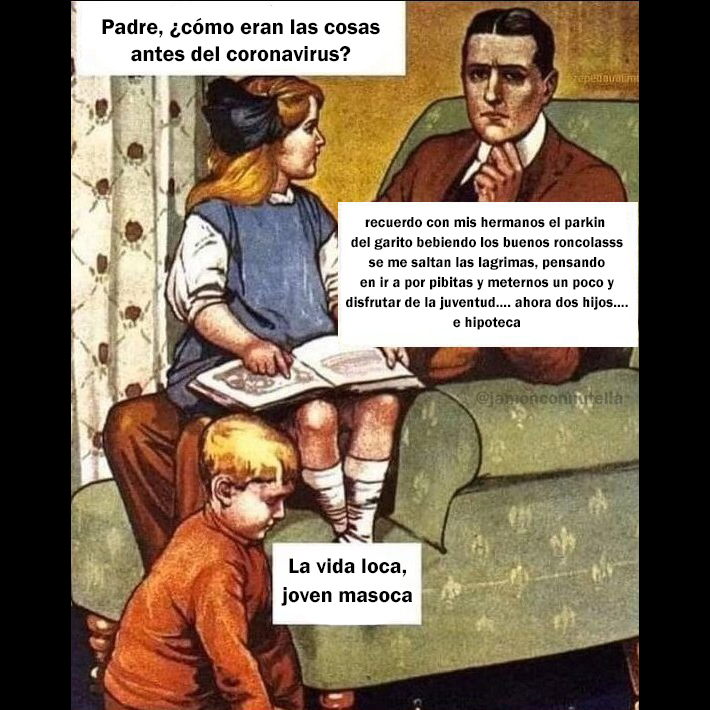 Padre, ¿cómo eran las cosas
antes del coronavirus?
recuerdo con mis hermanos el parkin
del garito bebiendo los buenos roncolasss
se me saltan las lagrimas, pensando
en ir a por pibitas y meternos un poco y
disfrutar de la juventud.... ahora dos hijos....
e hipoteca
@jamonconnutella
La vida loca,
joven masoca